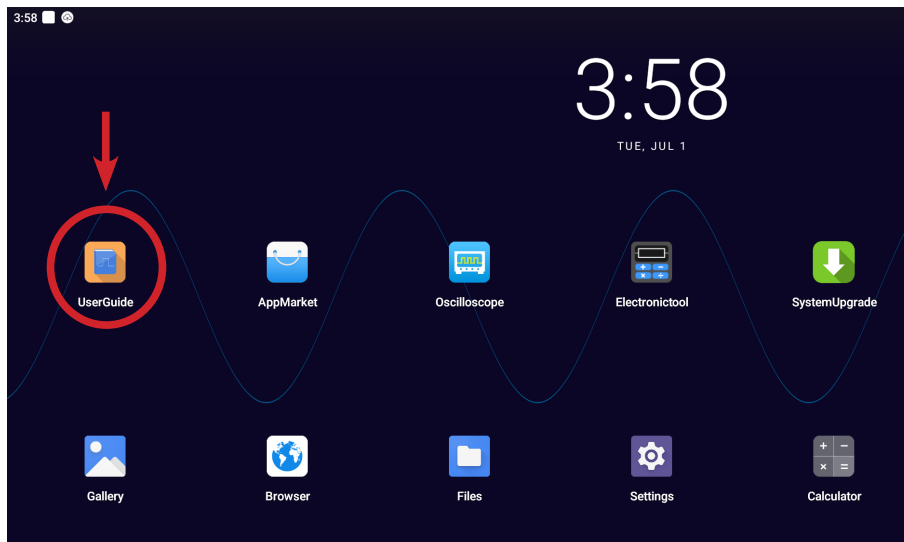 3:58
3:58
TUE, JUL 1
UserGuide
AppMarket
Oscilloscope
Electronictool
SystemUpgrade
Gallery
Browser
Files
Settings
Calculator